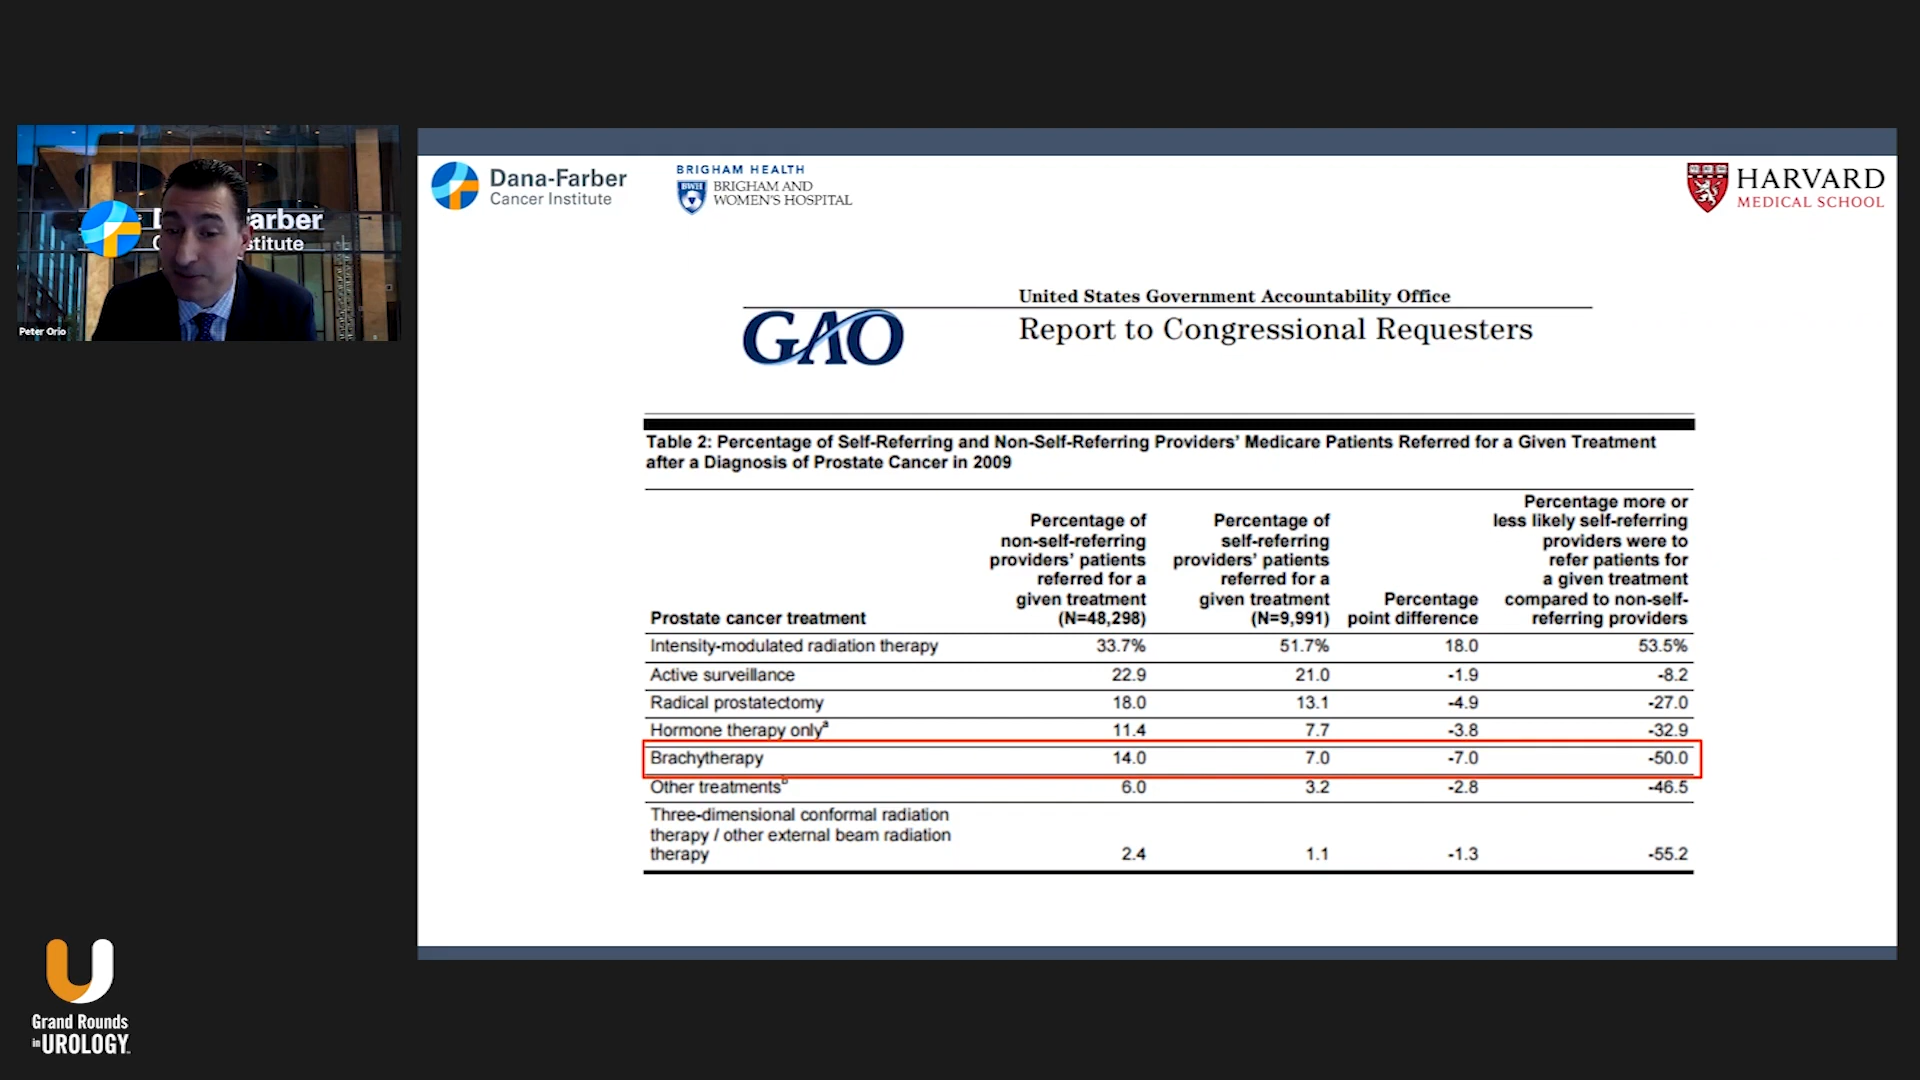 Dana-Farber
Cancer Institute
BRIGHAM HEALTH
BWH
BRIGHAM AND
WOMEN'S HOSPITAL
HARVARD
MEDICAL SCHOOL
arber
stitute
Peter Orio
United States Government Accountability Office
GAO
Report to Congressional Requesters
Table 2: Percentage of Self-Referring and Non-Self-Referring Providers' Medicare Patients Referred for a Given Treatment
after a Diagnosis of Prostate Cancer in 2009
Prostate cancer treatment
Percentage of
non-self-referring
providers' patients
referred for a
given treatment
(N=48,298)
Percentage of
self-referring
providers' patients
referred for a
given treatment
(N=9,991)
Percentage
point difference
Percentage more or
less likely self-referring
providers were to
refer patients for
a given treatment
compared to non-self-
referring providers
Intensity-modulated radiation therapy 33.7% 51.7% 18.0 53.5%
Active surveillance 22.9 21.0 -1.9 -8.2
Radical prostatectomy 18.0 13.1 -4.9 -27.0
Hormone therapy only a 11.4 7.7 -3.8 -32.9
Brachytherapy 14.0 7.0 -7.0 -50.0
Other treatments b 6.0 3.2 -2.8 -46.5
Three-dimensional conformal radiation
therapy / other external beam radiation
therapy 2.4 1.1 -1.3 -55.2
Grand Rounds
in UROLOGY